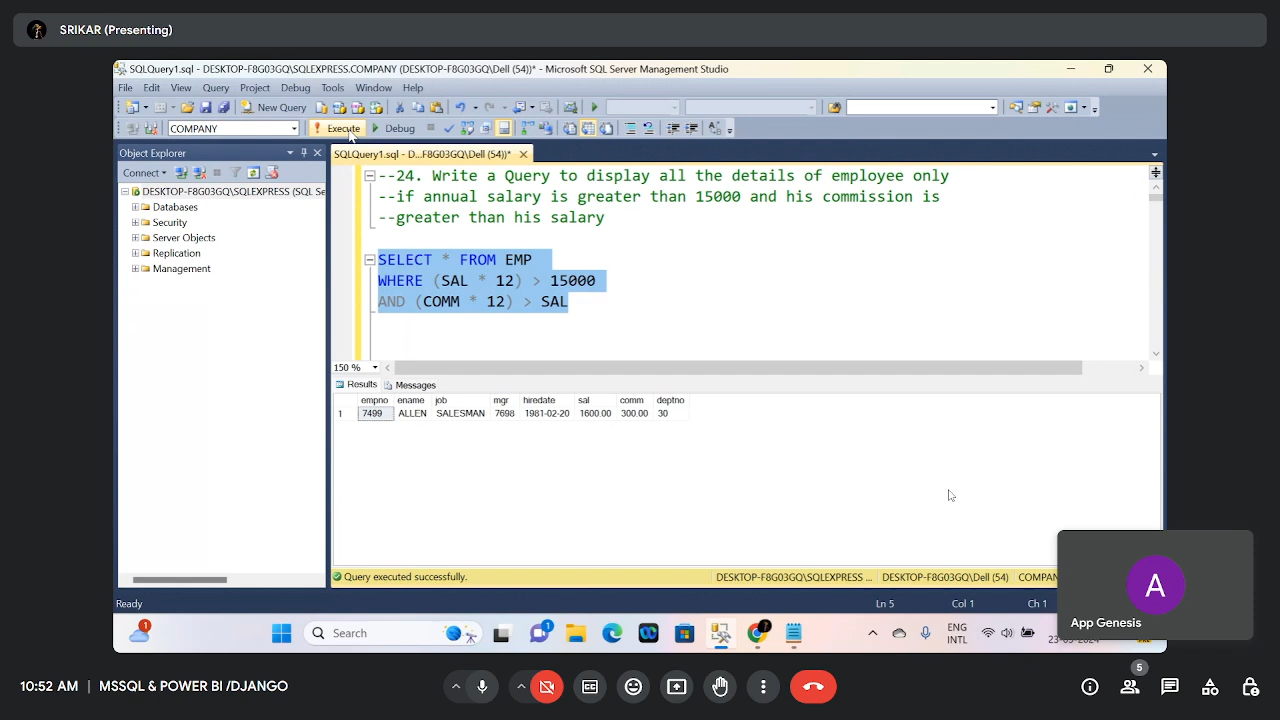 SRIKAR (Presenting)
SQLQuery1.sql - DESKTOP-F8G03GQ\SQLEXPRESS.COMPANY (DESKTOP-F8G03GQ\Dell (54))* - Microsoft SQL Server Management Studio
File Edit View Query Project Debug Tools Window Help
New Query
COMPANY Execute Debug
Object Explorer
SQLQuery1.sql - D...F8G03GQ\Dell (54))*
Connect
DESKTOP-F8G03GQ\SQLEXPRESS (SQL Se
Databases
Security
Server Objects
Replication
Management
--24. Write a Query to display all the details of employee only
--if annual salary is greater than 15000 and his commission is
--greater than his salary
SELECT * FROM EMP
WHERE (SAL * 12) > 15000
AND (COMM * 12) > SAL
150 %
Results Messages
empno ename job mgr hiredate sal comm deptno
1 7499 ALLEN SALESMAN 7698 1981-02-20 1600.00 300.00 30
Query executed successfully. DESKTOP-F8G03GQ\SQLEXPRESS ... DESKTOP-F8G03GQ\Dell (54) COMPAN
Ready Ln 5 Col 1 Ch 1
A
App Genesis
1 Search 1 7 ENG
INTL
10:52 AM | MSSQL & POWER BI /DJANGO
5